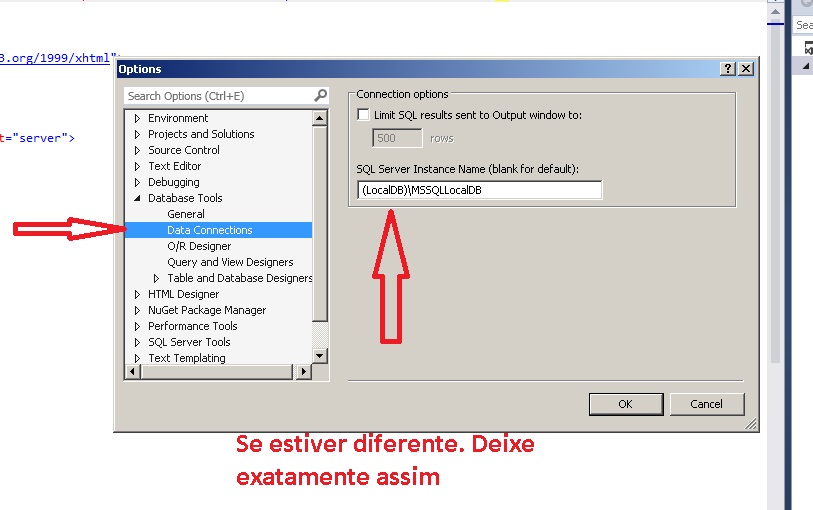 3.org/1999/xhtml">
t="server">
Sea
Options
Search Options (Ctrl+E)
Environment
Projects and Solutions
Source Control
Text Editor
Debugging
Database Tools
General
Data Connections
O/R Designer
Query and View Designers
Table and Database Designers
HTML Designer
NuGet Package Manager
Performance Tools
SQL Server Tools
Text Templating
Connection options
Limit SQL results sent to Output window to:
500 rows
SQL Server Instance Name (blank for default):
(LocalDB)\MSSQLLocalDB
OK
Cancel
Se estiver diferente. Deixe
exatamente assim